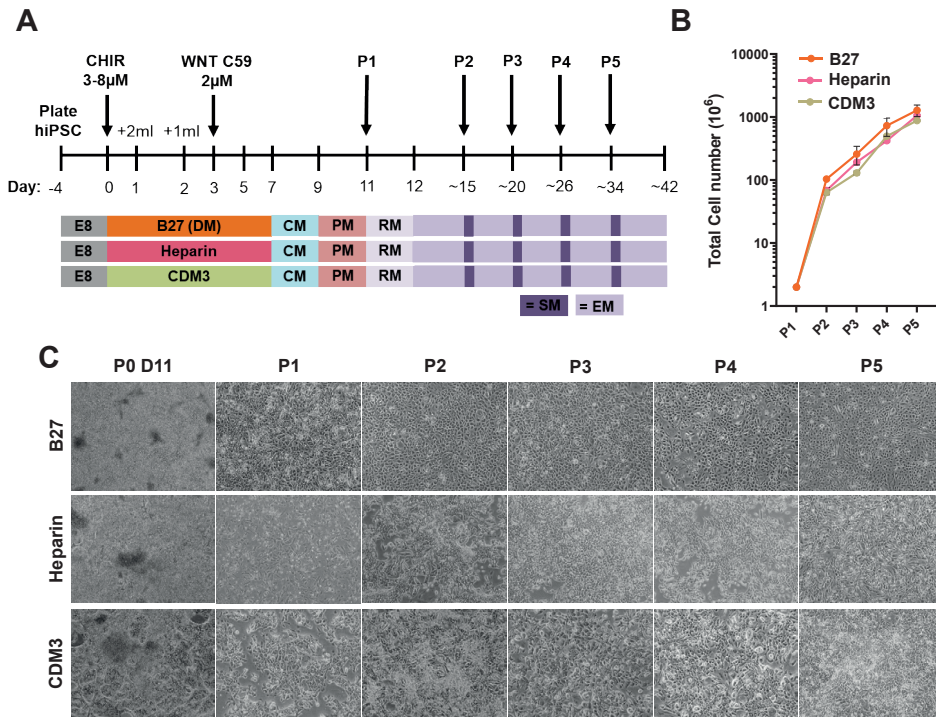 A
CHIR
3-8µM
WNT C59
2µM
P1
P2
P3
P4
P5
Plate
hiPSC
+2ml
+1ml
Day:
-4
0
1
2
3
5
7
9
11
12
~15
~20
~26
~34
~42
E8
B27 (DM)
CM
PM
RM
E8
Heparin
CM
PM
RM
E8
CDM3
CM
PM
RM
= SM
= EM
B
B27
Heparin
CDM3
Total Cell number (10⁶)
10000
1000
100
10
1
P1
P2
P3
P4
P5
C
P0 D11
P1
P2
P3
P4
P5
B27
Heparin
CDM3